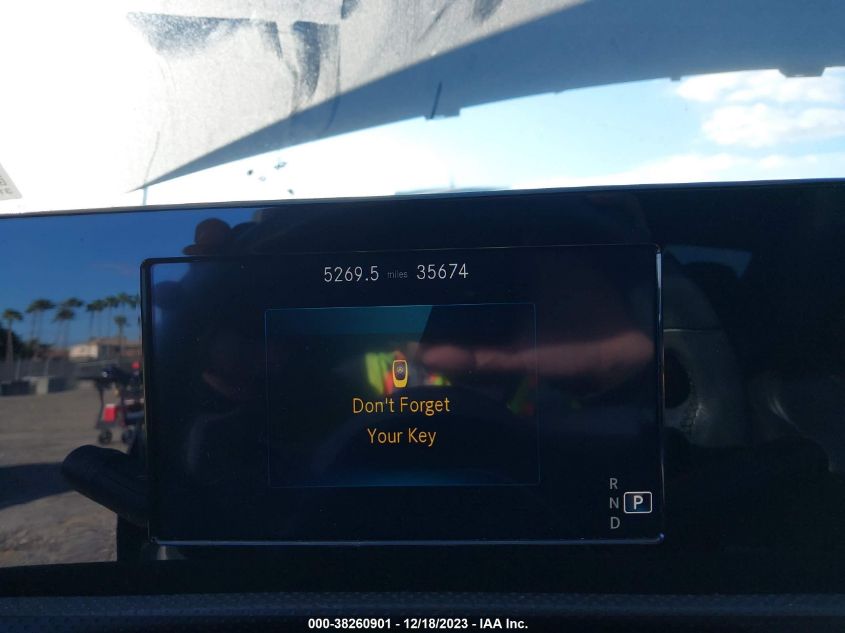 5269.5 miles 35674
Don't Forget
Your Key
R
N P
D
000-38260901 - 12/18/2023 - IAA Inc.